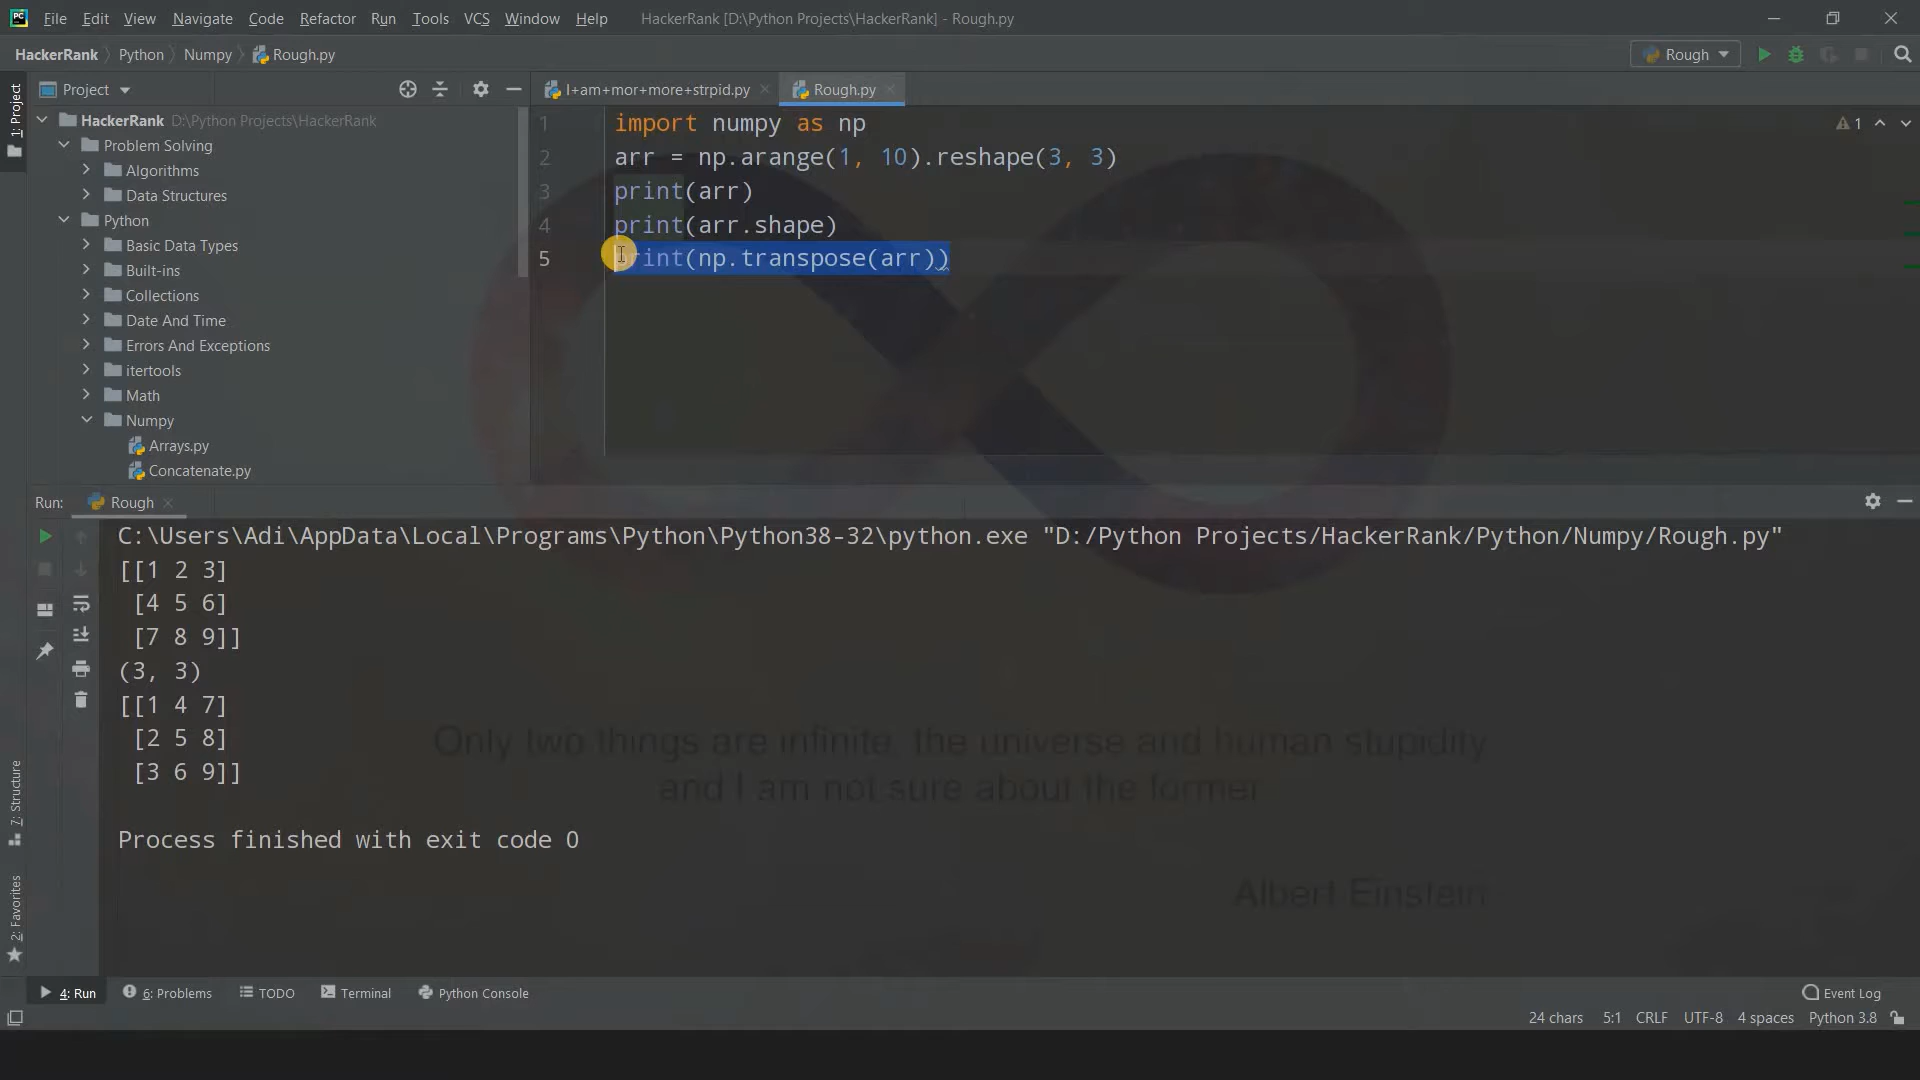 File Edit View Navigate Code Refactor Run Tools VCS Window Help HackerRank [D:\Python Projects\HackerRank] - Rough.py
HackerRank Python Numpy Rough.py Rough
1: Project
Project
I+am+mor+more+strpid.py Rough.py
HackerRank D:\Python Projects\HackerRank
Problem Solving
Algorithms
Data Structures
Python
Basic Data Types
Built-ins
Collections
Date And Time
Errors And Exceptions
itertools
Math
Numpy
Arrays.py
Concatenate.py
1 import numpy as np
2 arr = np.arange(1, 10).reshape(3, 3)
3 print(arr)
4 print(arr.shape)
5 print(np.transpose(arr))
1
Run: Rough
C:\Users\Adi\AppData\Local\Programs\Python\Python38-32\python.exe "D:/Python Projects/HackerRank/Python/Numpy/Rough.py"
[[1 2 3]
 [4 5 6]
 [7 8 9]]
(3, 3)
[[1 4 7]
 [2 5 8]
 [3 6 9]]
Process finished with exit code 0
Only two things are infinite, the universe and human stupidity
and I am not sure about the former
Albert Einstein
7: Structure
2: Favorites
4: Run 6: Problems TODO Terminal Python Console Event Log
24 chars 5:1 CRLF UTF-8 4 spaces Python 3.8